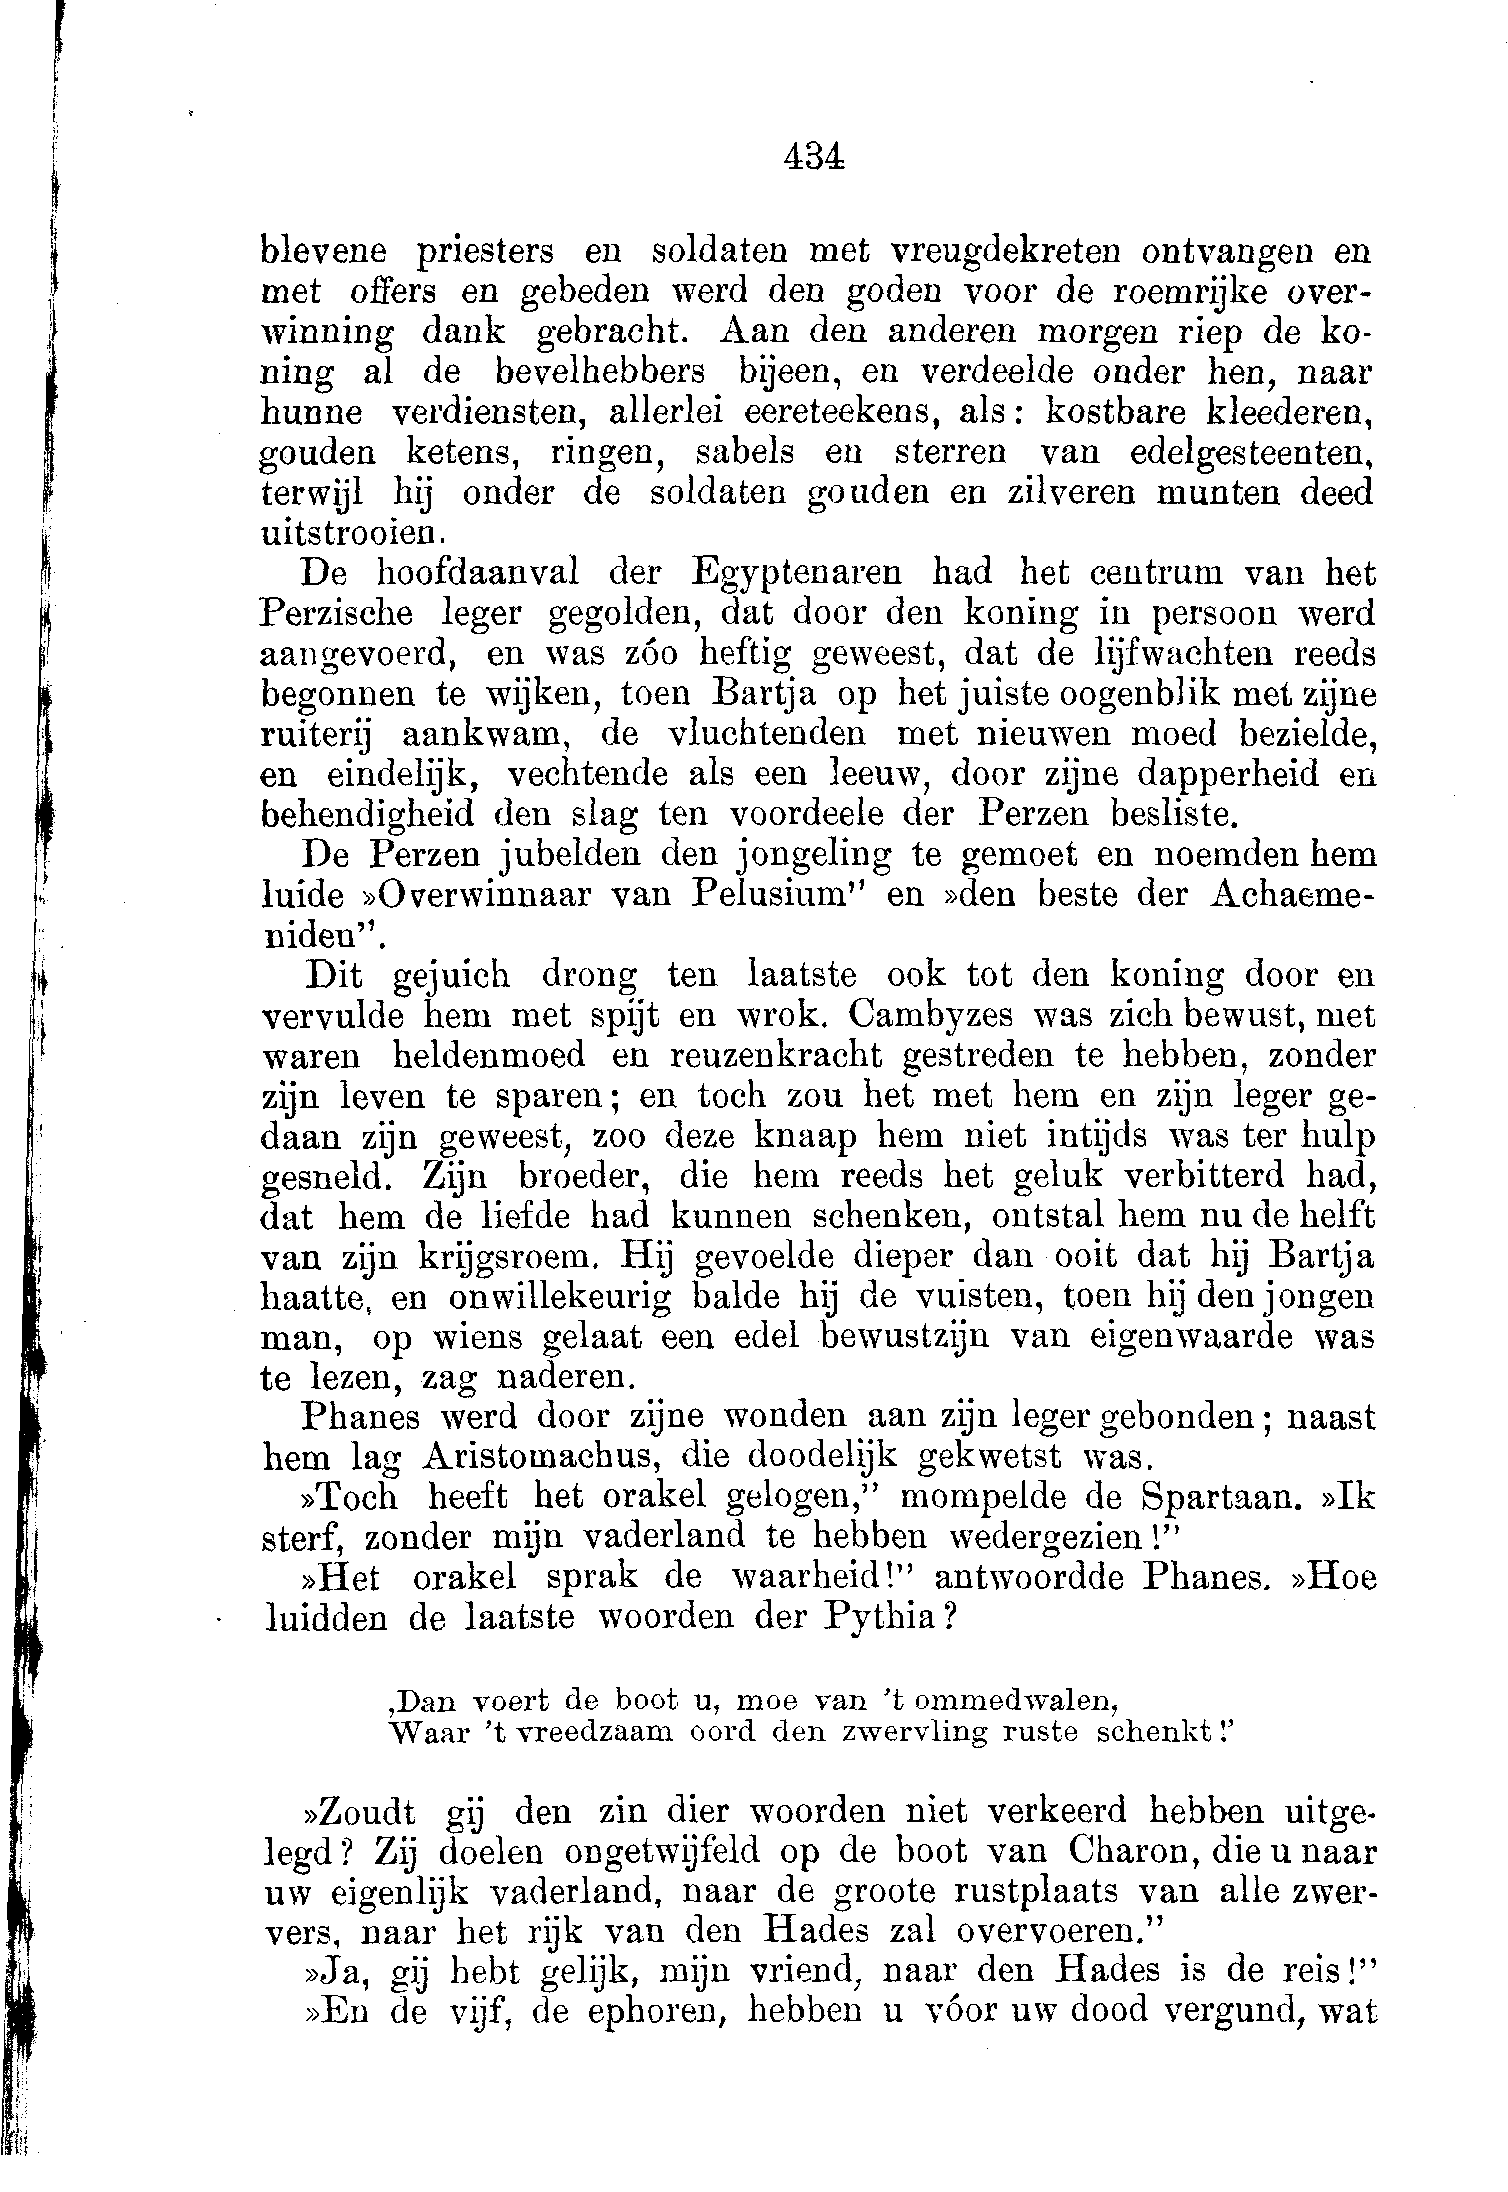 434
blevene priesters en soldaten met vreugdekreten ontvangen en
met offers en gebeden werd den goden voor de roemrijke over-
winning dank gebracht. Aan den anderen morgen riep de ko-
ning al de bevelhebbers bijeen, en verdeelde onder hen, naar
hunne verdiensten, allerlei eereteekens, als: kostbare kleederen,
gouden ketens, ringen, sabels en sterren van edelgesteenten,
terwijl hij onder de soldaten gouden en zilveren munten deed
uitstrooien.
De hoofdaanval der Egyptenaren had het centrum van het
Perzische leger gegolden, dat door den koning in persoon werd
aangevoerd, en was zóo heftig geweest, dat de lijfwachten reeds
begonnen te wijken, toen Bartja op het juiste oogenblik met zijne
ruiterij aankwam, de vluchtenden met nieuwen moed bezielde,
en eindelijk, vechtende als een leeuw, door zijne dapperheid en
behendigheid den slag ten voordeele der Perzen besliste.
De Perzen jubelden den jongeling te gemoet en noemden hem
luide »Overwinnaar van Pelusium" en »den beste der Achaeme-
niden".
Dit gejuich drong ten laatste ook tot den koning door en
vervulde hem met spijt en wrok. Cambyzes was zich bewust, met
waren heldenmoed en reuzenkracht gestreden te hebben, zonder
zijn leven te sparen; en toch zou het met hem en zijn leger ge-
daan zijn geweest, zoo deze knaap hem niet intijds was ter hulp
gesneld. Zijn broeder, die hem reeds het geluk verbitterd had,
dat hem de liefde had kunnen schenken, ontstal hem nu de helft
van zijn krijgsroem. Hij gevoelde dieper dan ooit dat hij Bartja
haatte, en onwillekeurig balde hij de vuisten, toen hij den jongen
man, op wiens gelaat een edel bewustzijn van eigenwaarde was
te lezen, zag naderen.
Phanes werd door zijne wonden aan zijn leger gebonden; naast
hem lag Aristomachus, die doodelijk gekwetst was.
»Toch heeft het orakel gelogen," mompelde de Spartaan. »Ik
sterf, zonder mijn vaderland te hebben wedergezien!"
»Het orakel sprak de waarheid!" antwoordde Phanes. »Hoe
luidden de laatste woorden der Pythia?
‚Dan voert de boot u, moe van 't ommedwalen,
Waar 't vreedzaam oord den zwervling ruste schenkt!'
»Zoudt gij den zin dier woorden niet verkeerd hebben uitge-
legd? Zij doelen ongetwijfeld op de boot van Charon, die u naar
uw eigenlijk vaderland, naar de groote rustplaats van alle zwer-
vers, naar het rijk van den Hades zal overvoeren."
»Ja, gij hebt gelijk, mijn vriend, naar den Hades is de reis!"
»En de vijf, de ephoren, hebben u vóor uw dood vergund, wat